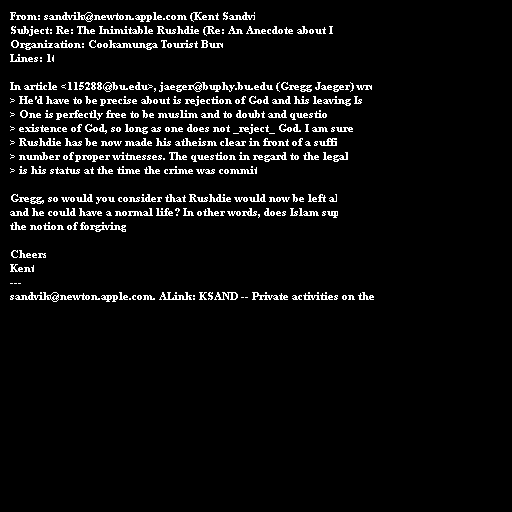 From: sandvik@newton.apple.com (Kent Sandvi
Subject: Re: The Inimitable Rushdie (Re: An Anecdote about I
Organization: Cookamunga Tourist Bure
Lines: 16

In article <115288@bu.edu>, jaeger@buphy.bu.edu (Gregg Jaeger) wro
> He'd have to be precise about is rejection of God and his leaving Is
> One is perfectly free to be muslim and to doubt and questio
> existence of God, so long as one does not _reject_ God. I am sure
> Rushdie has be now made his atheism clear in front of a suffi
> number of proper witnesses. The question in regard to the legal
> is his status at the time the crime was commit

Gregg, so would you consider that Rushdie would now be left al
and he could have a normal life? In other words, does Islam sup
the notion of forgiving

Cheers
Kent
---
sandvik@newton.apple.com. ALink: KSAND -- Private activities on the